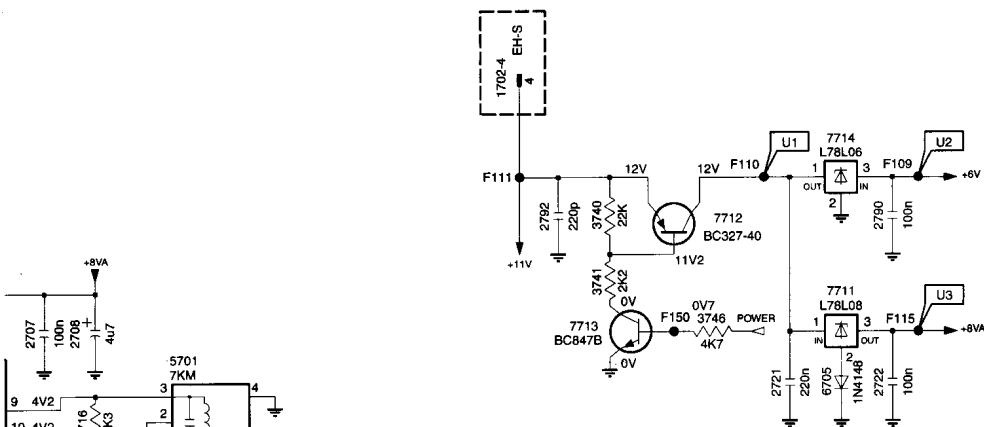 1702-4
EH-S
4
F111
+11V
2792
220p
3740
22K
12V
12V
7712
BC327-40
11V2
3741
2K2
0V
7713
BC847B
0V
F150
0V7
3746
4K7
POWER
F110
U1
7714
L78L06
1
OUT
3
IN
2
F109
U2
+6V
2790
100n
7711
L78L08
1
IN
3
OUT
2
F115
U3
+8VA
2721
220n
6705
1N4148
2722
100n
+8VA
2707
100n
2708
+
4u7
5701
7KM
3
4
2
9 4V2
10 4V2
716
K3